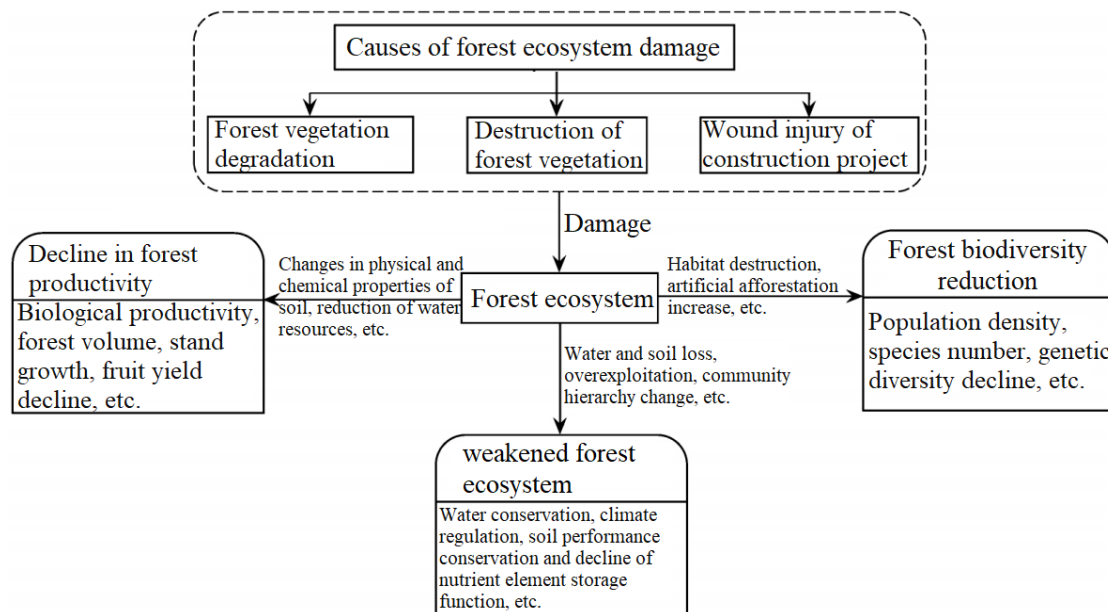 Causes of forest ecosystem damage
Forest vegetation
degradation
Destruction of
forest vegetation
Wound injury of
construction project
Damage
Decline in forest
productivity
Biological productivity,
forest volume, stand
growth, fruit yield
decline, etc.
Changes in physical and
chemical properties of
soil, reduction of water
resources, etc.
Forest ecosystem
Habitat destruction,
artificial afforestation
increase, etc.
Forest biodiversity
reduction
Population density,
species number, genetic
diversity decline, etc.
Water and soil loss,
overexploitation, community
hierarchy change, etc.
weakened forest
ecosystem
Water conservation, climate
regulation, soil performance
conservation and decline of
nutrient element storage
function, etc.